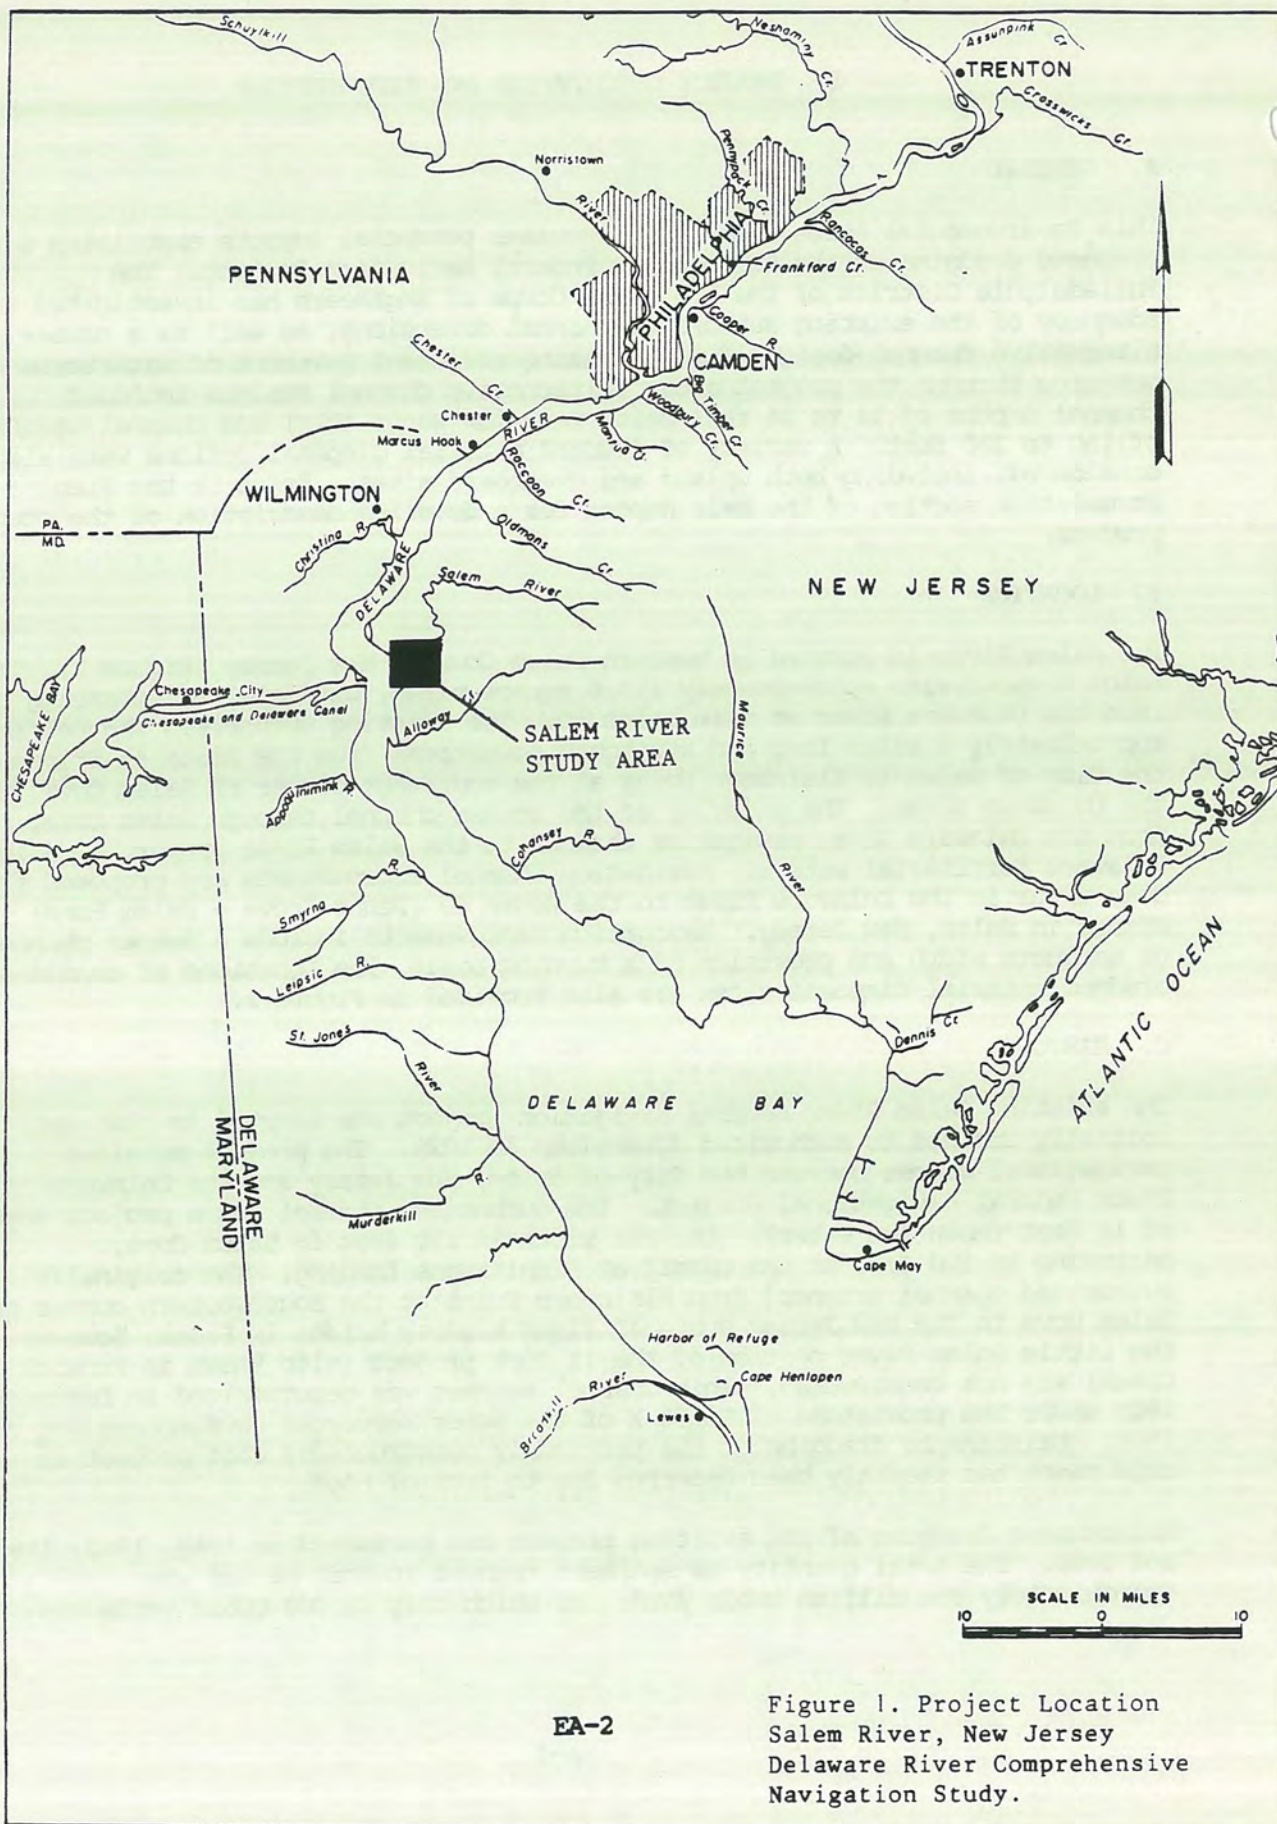 Schuylkill
River
Neshaminy Cr.
Assunpink Cr.
TRENTON
Crosswicks Cr.
Norristown
Pennypack Cr.
PENNSYLVANIA
PHILADELPHIA
Rancocas Cr.
Frankford Cr.
Cooper R.
CAMDEN
Big Timber Cr.
Woodbury Cr.
Mantua Cr.
Chester Cr.
Chester
RIVER
Marcus Hook
Raccoon Cr.
WILMINGTON
PA.
MD.
Christina R.
Oldmans Cr.
DELAWARE
Salem River
NEW JERSEY
CHESAPEAKE BAY
Chesapeake City
Chesapeake and Delaware Canal
Alloway Cr.
SALEM RIVER
STUDY AREA
Maurice River
Appoquinimink R.
Cohansey R.
Smyrna R.
Leipsic R.
St. Jones River
Dennis Cr.
ATLANTIC OCEAN
DELAWARE BAY
DELAWARE
MARYLAND
Murderkill R.
Cape May
Harbor of Refuge
Cape Henlopen
Broadkill River
Lewes
SCALE IN MILES
10 0 10
EA-2
Figure 1. Project Location
Salem River, New Jersey
Delaware River Comprehensive
Navigation Study.